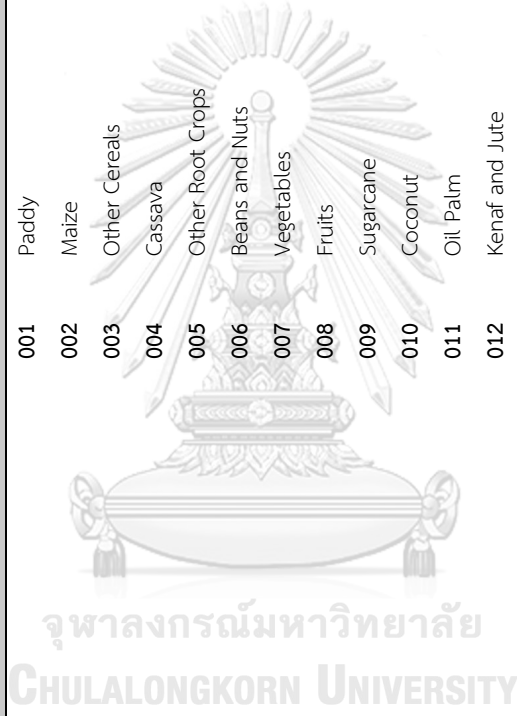 001 Paddy
002 Maize
003 Other Cereals
004 Cassava
005 Other Root Crops
006 Beans and Nuts
007 Vegetables
008 Fruits
009 Sugarcane
010 Coconut
011 Oil Palm
012 Kenaf and Jute
จุฬาลงกรณ์มหาวิทยาลัย
CHULALONGKORN UNIVERSITY